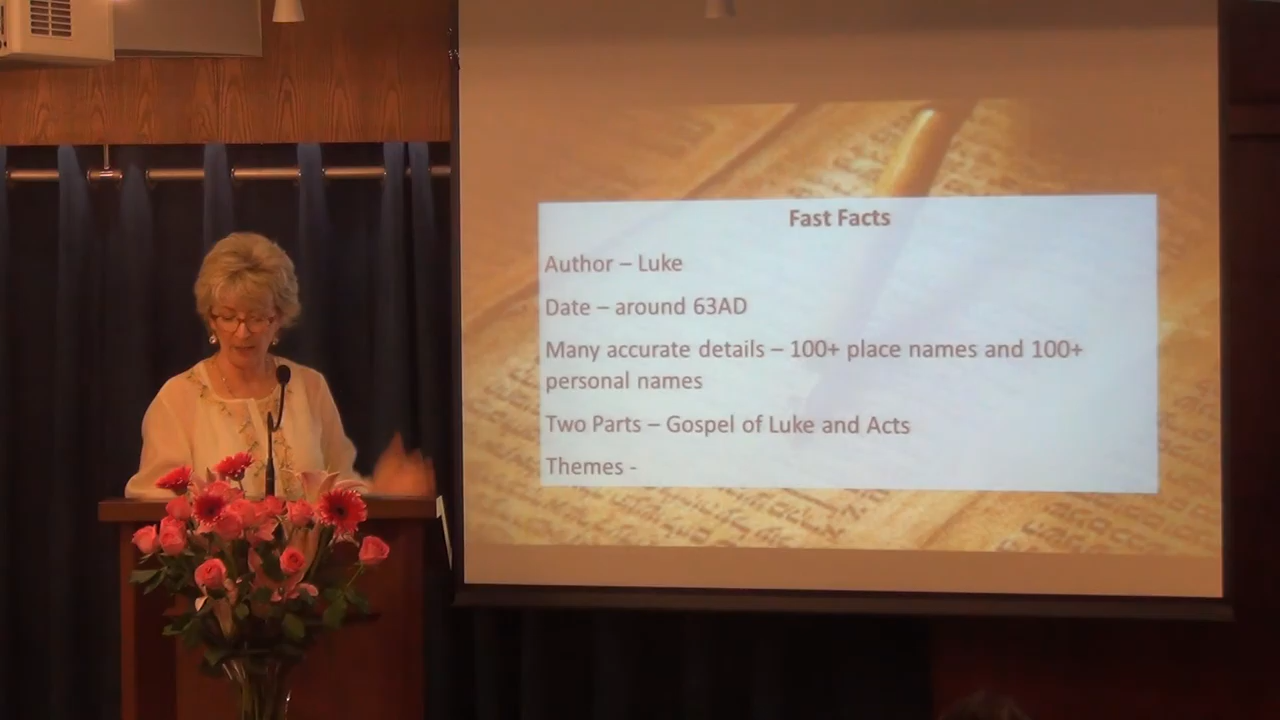 Fast Facts
Author – Luke
Date – around 63AD
Many accurate details – 100+ place names and 100+
personal names
Two Parts – Gospel of Luke and Acts
Themes -